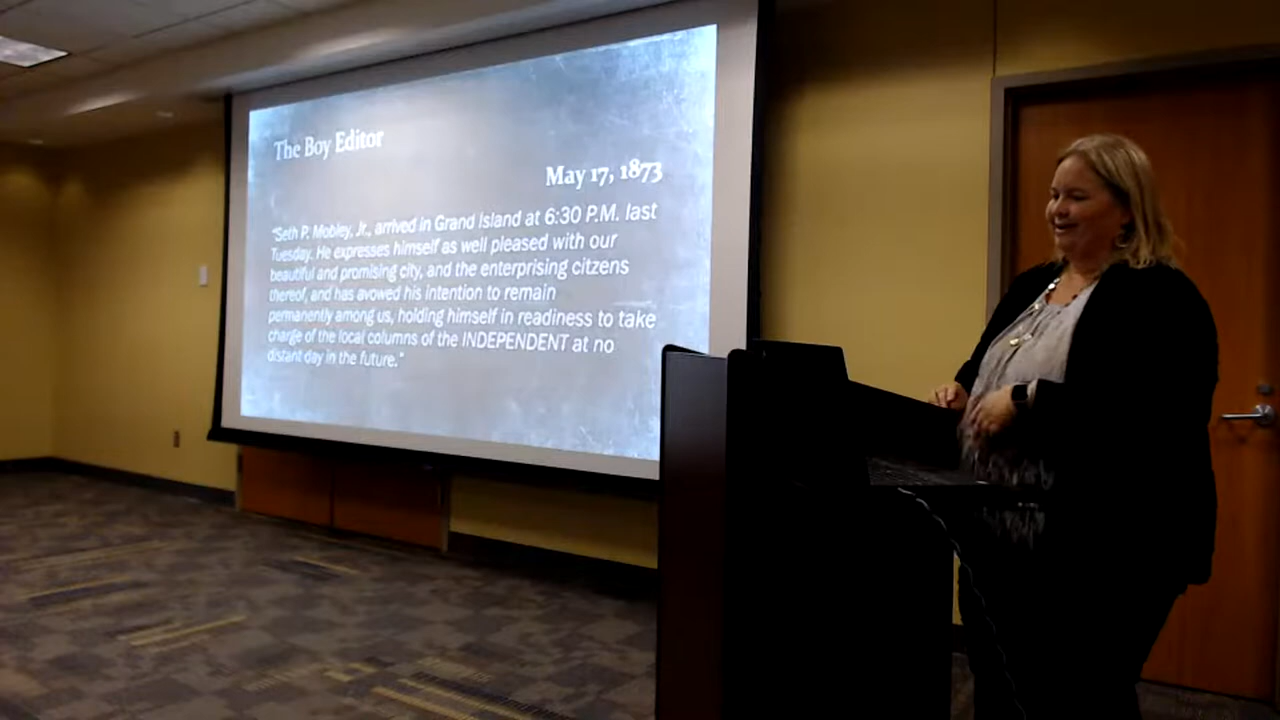 The Boy Editor
May 17, 1873
"Seth P. Mobley, Jr., arrived in Grand Island at 6:30 P.M. last
Tuesday. He expresses himself as well pleased with our
beautiful and promising city, and the enterprising citzens
thereof, and has avowed his intention to remain
permanently among us, holding himself in readiness to take
charge of the local columns of the INDEPENDENT at no
distant day in the future."